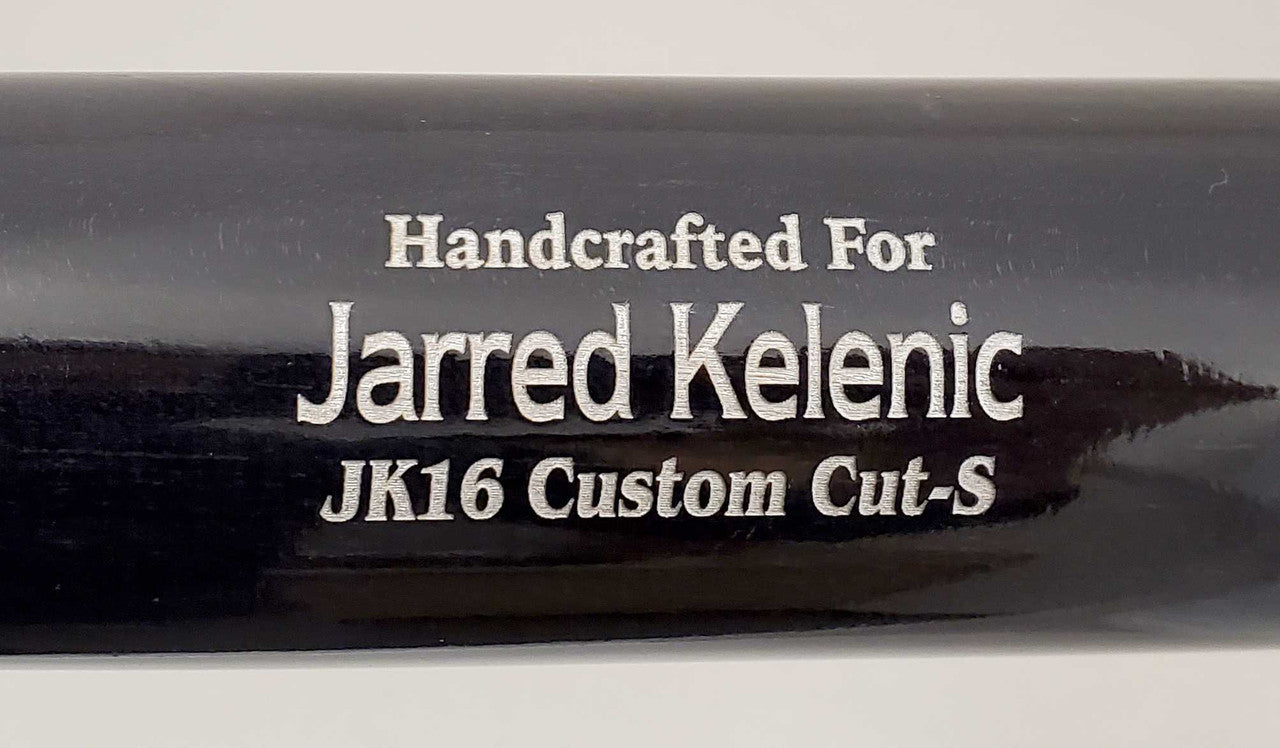 Handcrafted For
Jarred Kelenic
JK16 Custom Cut-S